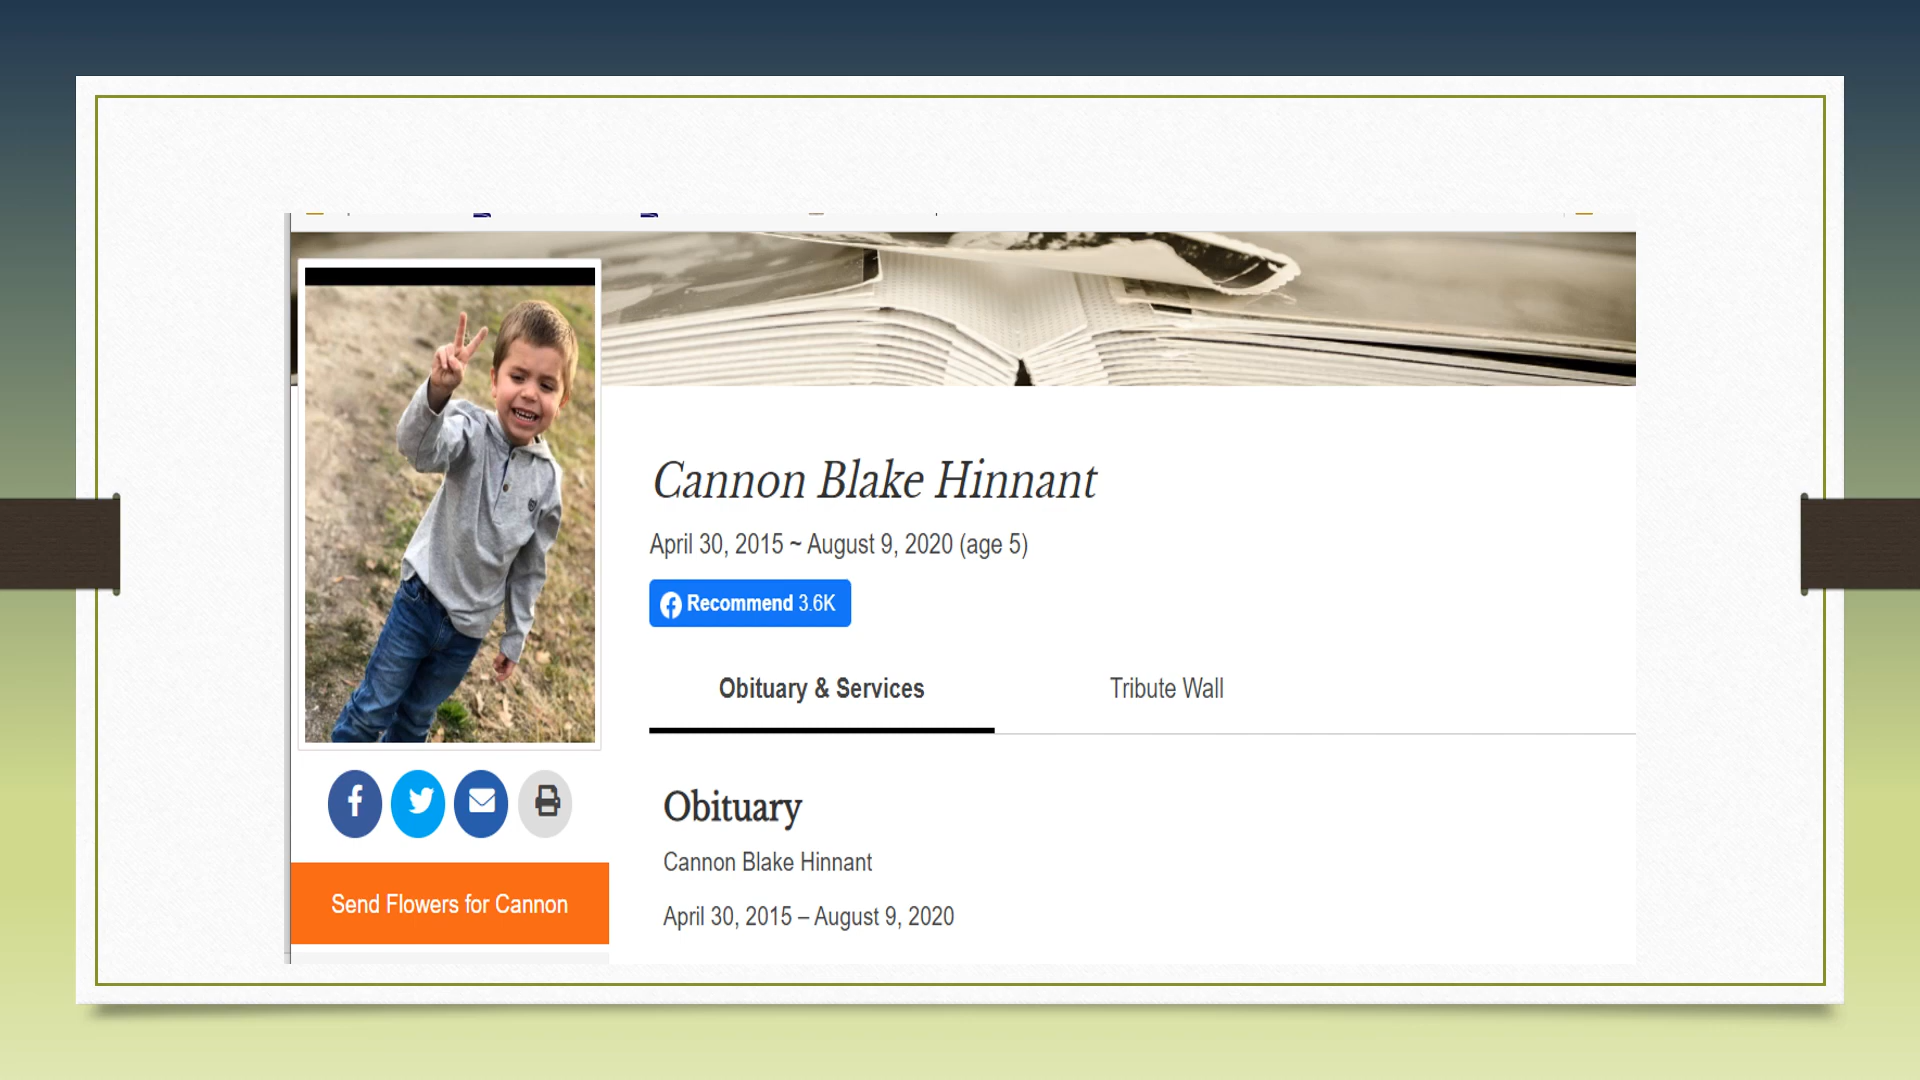 Cannon Blake Hinnant
April 30, 2015 ~ August 9, 2020 (age 5)
Recommend 3.6K
Obituary & Services
Tribute Wall
Obituary
Cannon Blake Hinnant
April 30, 2015 – August 9, 2020
Send Flowers for Cannon